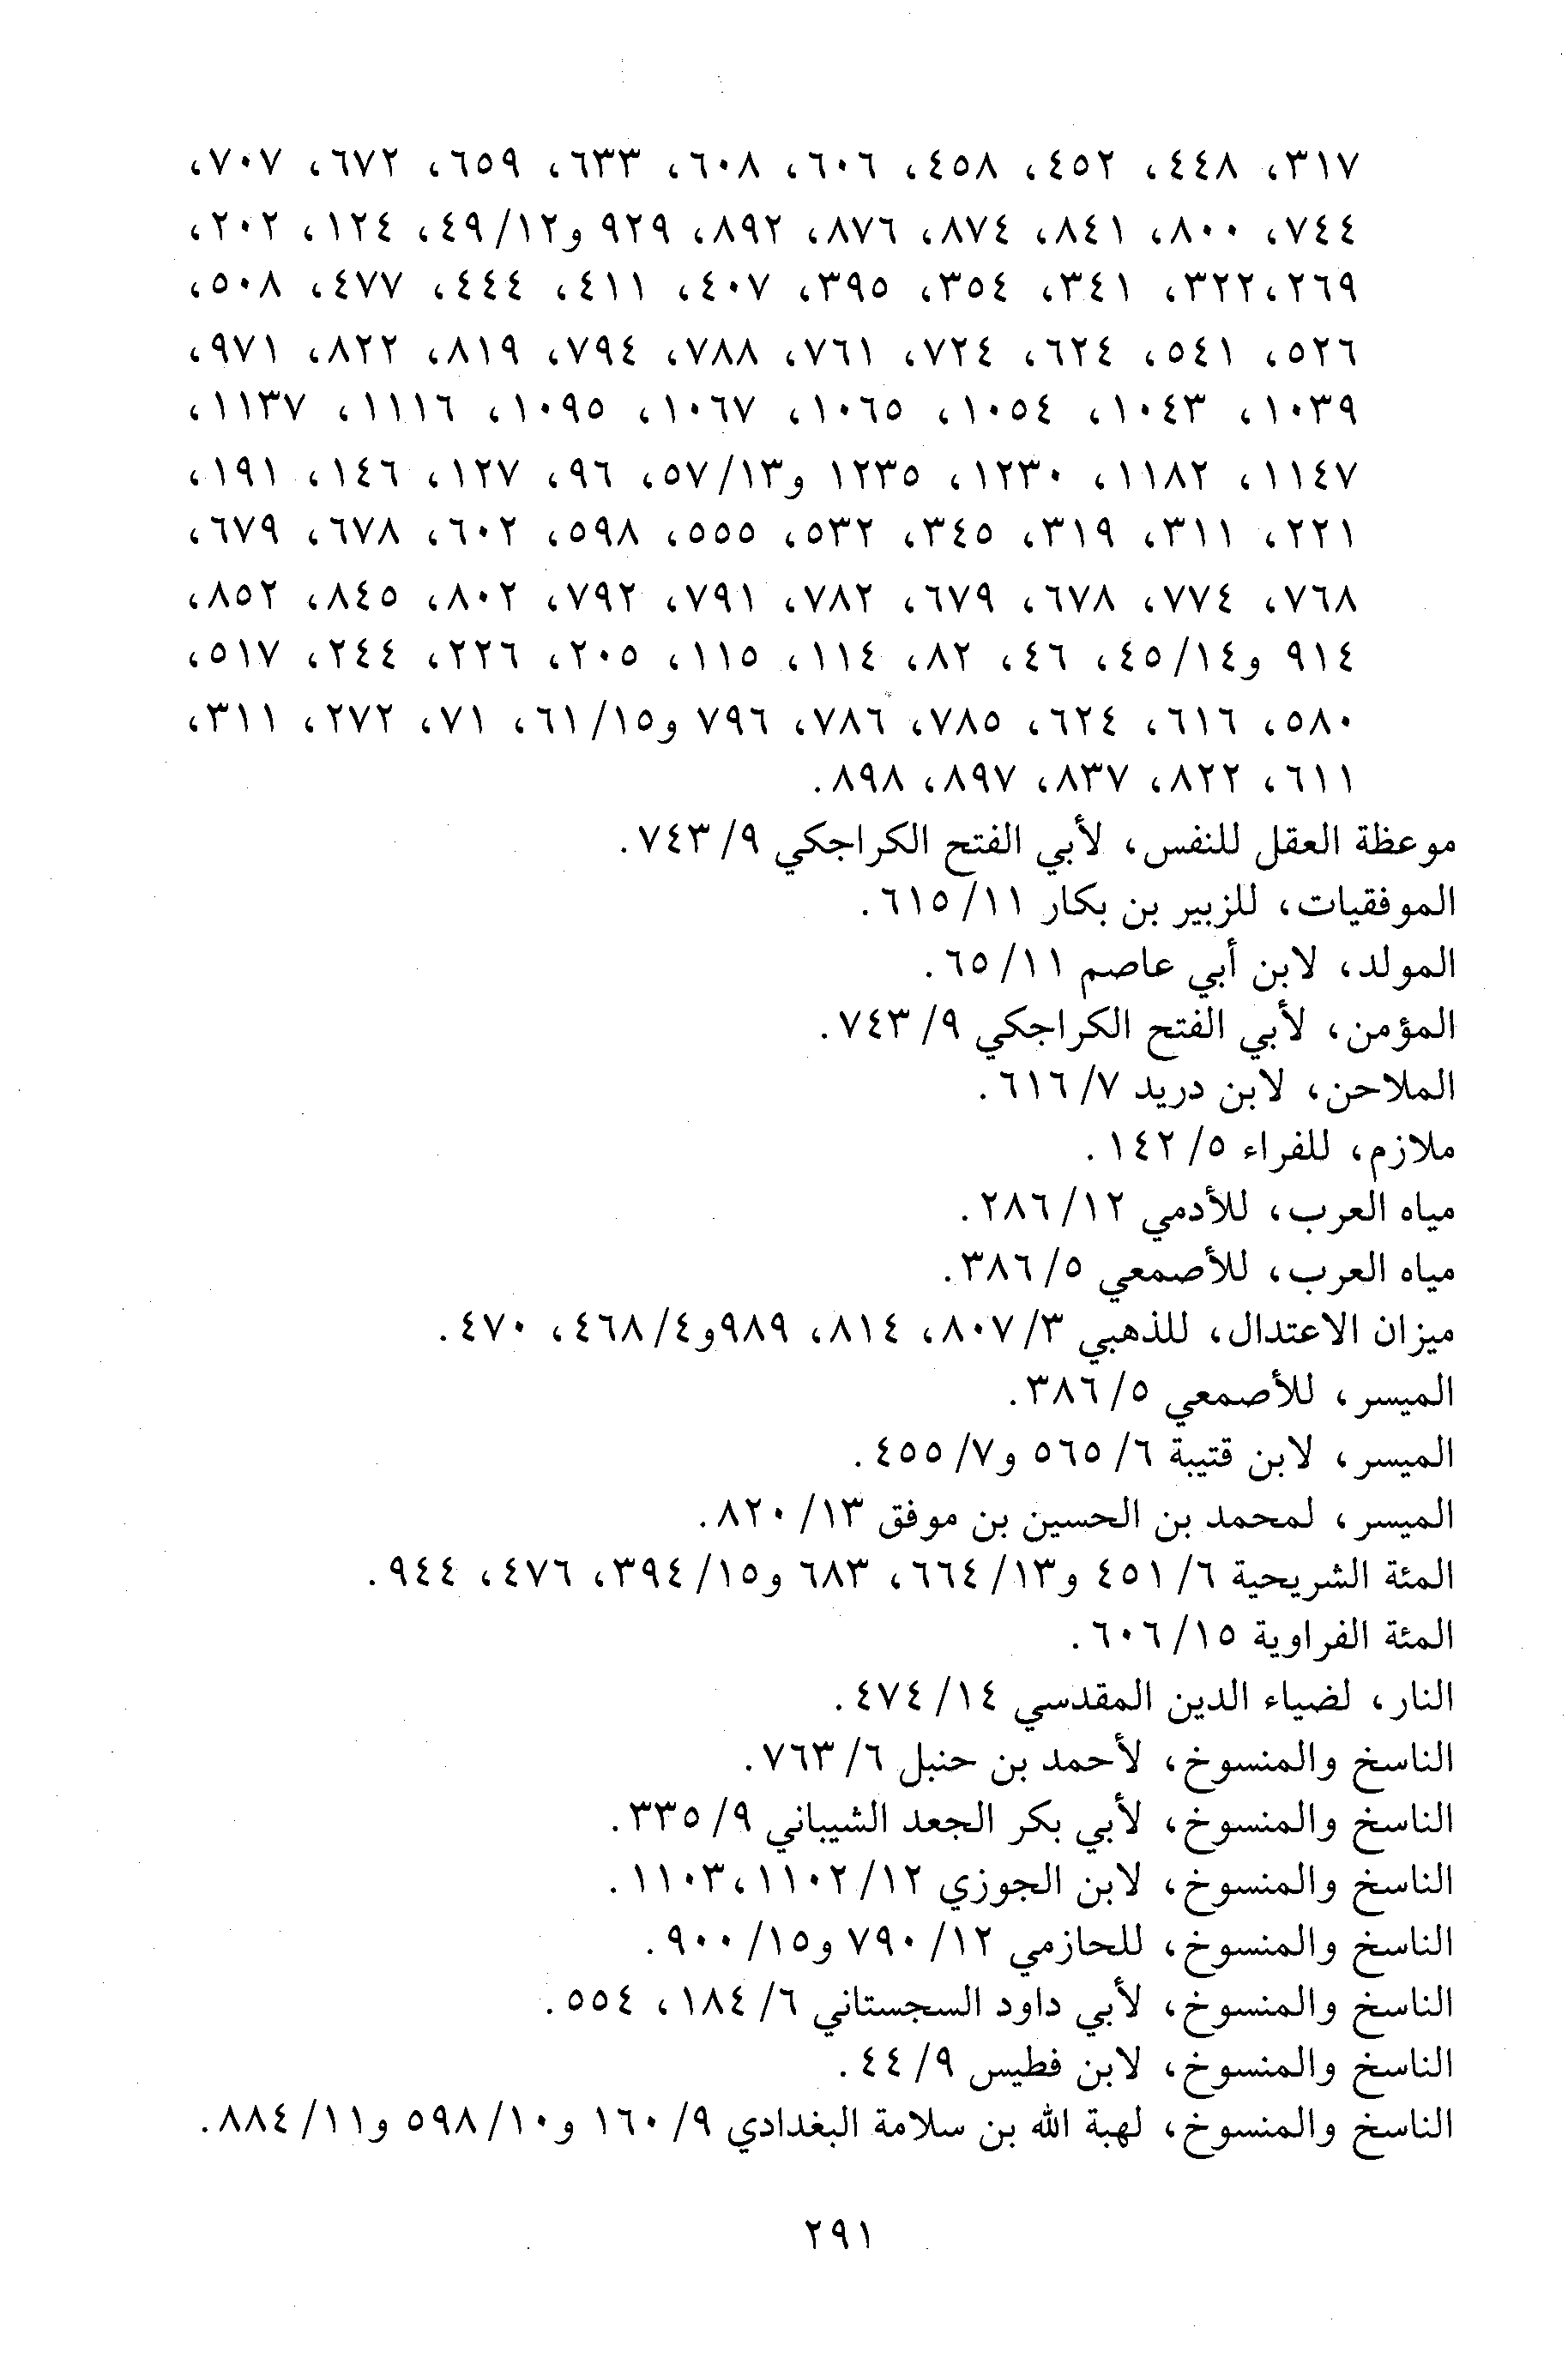 ٣١٧، ٤٤٨، ٤٥٢، ٤٥٨، ٦٠٦، ٦٠٨، ٦٣٣، ٦٥٩، ٦٧٢، ٧٠٧،
٧٤٤، ٨٠٠، ٨٤١، ٨٧٤، ٨٧٦، ٨٩٢، ٩٢٩ و١٢/ ٤٩، ١٢٤، ٢٠٢،
٢٦٩،٣٢٢، ٣٤١، ٣٥٤، ٣٩٥، ٤٠٧، ٤١١، ٤٤٤، ٤٧٧، ٥٠٨،
٥٢٦، ٥٤١، ٦٢٤، ٧٢٤، ٧٦١، ٧٨٨، ٧٩٤، ٨١٩، ٨٢٢، ٩٧١،
١٠٣٩، ١٠٤٣، ١٠٥٤، ١٠٦٥، ١٠٦٧، ١٠٩٥، ١١١٦، ١١٣٧،
١١٤٧، ١١٨٢، ١٢٣٠، ١٢٣٥ و١٣/ ٥٧، ٩٦، ١٢٧، ١٤٦، ١٩١،
٢٢١، ٣١١، ٣١٩، ٣٤٥، ٥٣٢، ٥٥٥، ٥٩٨، ٦٠٢، ٦٧٨، ٦٧٩،
٧٦٨، ٧٧٤، ٦٧٨، ٦٧٩، ٧٨٢، ٧٩١، ٧٩٢، ٨٠٢، ٨٤٥، ٨٥٢،
٩١٤ و١٤/ ٤٥، ٤٦، ٨٢، ١١٤، ١١٥، ٢٠٥، ٢٢٦، ٢٤٤، ٥١٧،
٥٨٠، ٦١٦، ٦٢٤، ٧٨٥، ٧٨٦، ٧٩٦ و١٥/ ٦١، ٧١، ٢٧٢، ٣١١،
٦١١، ٨٢٢، ٨٣٧، ٨٩٧، ٨٩٨.
موعظة العقل للنفس، لأبي الفتح الكراجكي ٩/ ٧٤٣.
الموفقيات، للزبير بن بكار ١١/ ٦١٥.
المولد، لابن أبي عاصم ١١/ ٦٥.
المؤمن، لأبي الفتح الكراجكي ٩/ ٧٤٣.
الملاحن، لابن دريد ٧/ ٦١٦.
ملازم، للفراء ٥/ ١٤٢.
مياه العرب، للأدمي ١٢/ ٢٨٦.
مياه العرب، للأصمعي ٥/ ٣٨٦.
ميزان الاعتدال، للذهبي ٣/ ٨٠٧، ٨١٤، ٩٨٩و٤/ ٤٦٨، ٤٧٠.
الميسر، للأصمعي ٥/ ٣٨٦.
الميسر، لابن قتيبة ٦/ ٥٦٥ و٧/ ٤٥٥.
الميسر، لمحمد بن الحسين بن موفق ١٣/ ٨٢٠.
المئة الشريحية ٦/ ٤٥١ و١٣/ ٦٦٤، ٦٨٣ و١٥/ ٣٩٤، ٤٧٦، ٩٤٤.
المئة الفراوية ١٥/ ٦٠٦.
النار، لضياء الدين المقدسي ١٤/ ٤٧٤.
الناسخ والمنسوخ، لأحمد بن حنبل ٦/ ٧٦٣.
الناسخ والمنسوخ، لأبي بكر الجعد الشيباني ٩/ ٣٣٥.
الناسخ والمنسوخ، لابن الجوزي ١٢/ ١١٠٢،١١٠٣.
الناسخ والمنسوخ، للحازمي ١٢/ ٧٩٠ و١٥/ ٩٠٠.
الناسخ والمنسوخ، لأبي داود السجستاني ٦/ ١٨٤، ٥٥٤.
الناسخ والمنسوخ، لابن فطيس ٩/ ٤٤.
الناسخ والمنسوخ، لهبة الله بن سلامة البغدادي ٩/ ١٦٠ و١٠/ ٥٩٨ و١١/ ٨٨٤.
٢٩١